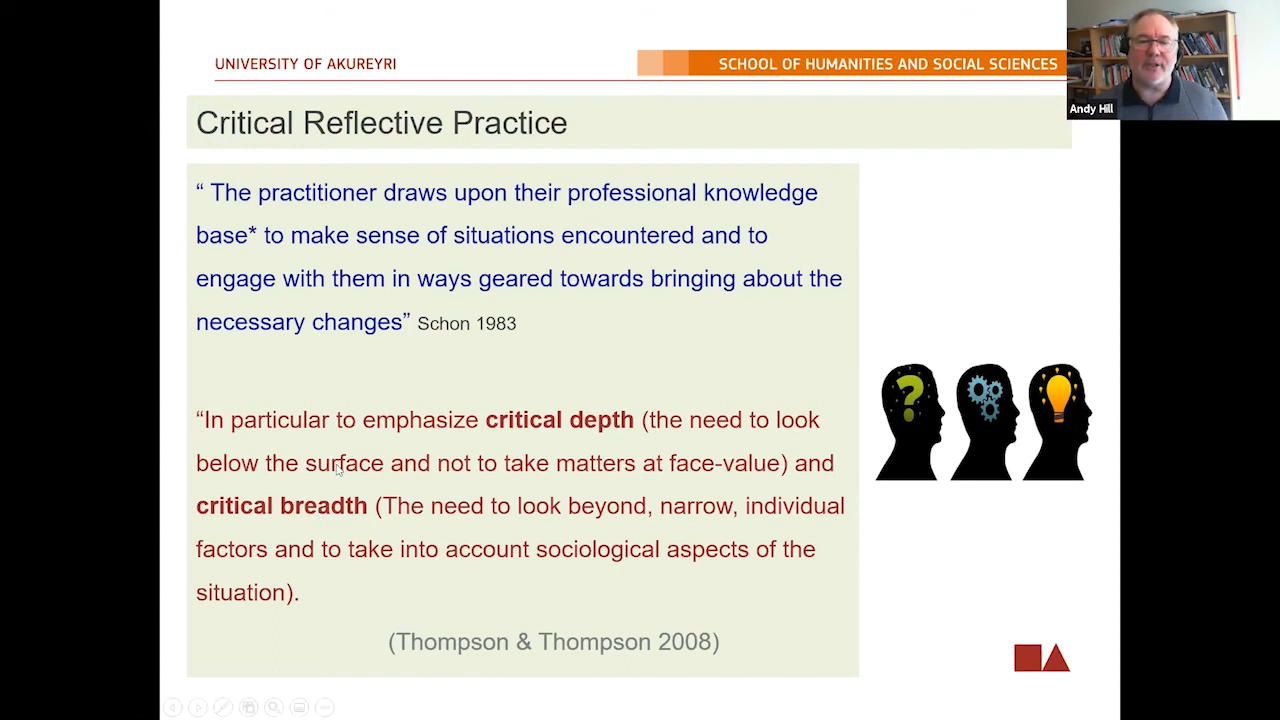 UNIVERSITY OF AKUREYRI
SCHOOL OF HUMANITIES AND SOCIAL SCIENCES
Andy Hill
Critical Reflective Practice
“ The practitioner draws upon their professional knowledge
base* to make sense of situations encountered and to
engage with them in ways geared towards bringing about the
necessary changes” Schon 1983
“In particular to emphasize critical depth (the need to look
below the surface and not to take matters at face-value) and
critical breadth (The need to look beyond, narrow, individual
factors and to take into account sociological aspects of the
situation).
(Thompson & Thompson 2008)
?